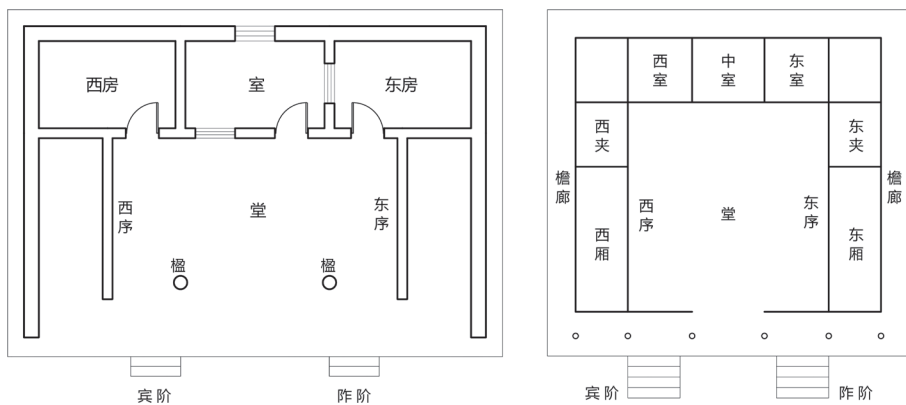 西房
室
东房
西序
堂
东序
楹
楹
宾阶
阼阶
西室
中室
东室
西夹
东夹
檐廊
檐廊
西序
堂
东序
西厢
东厢
宾阶
阼阶